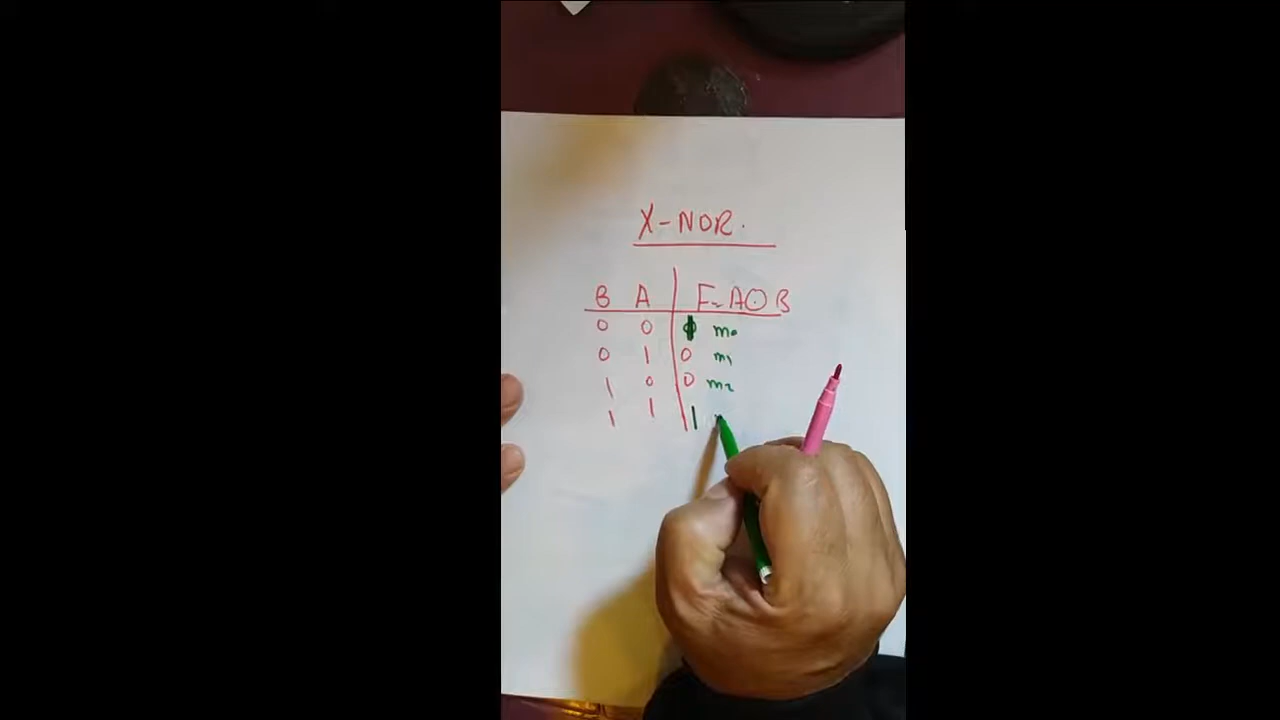 X-NOR.
B A F=A⊙B
0 0 1 m0
0 1 0 m1
1 0 0 m2
1 1 1